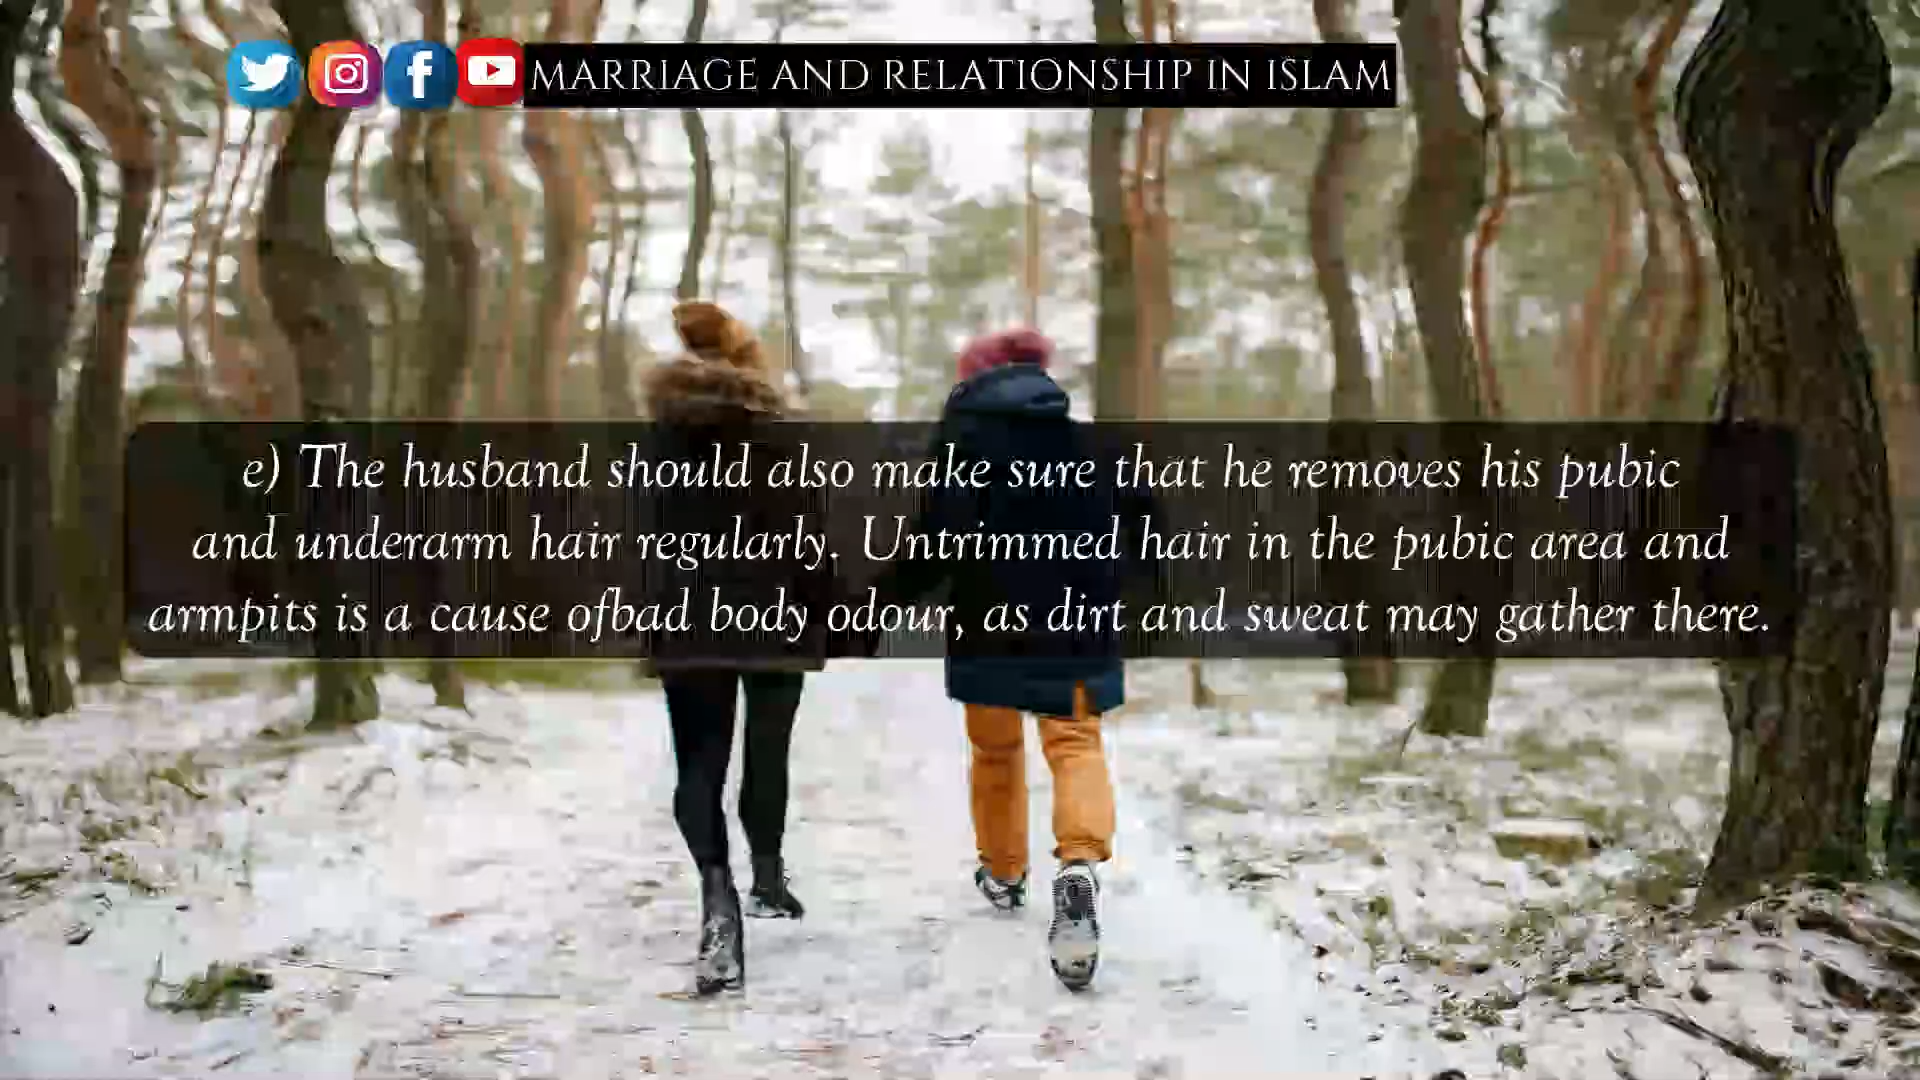 MARRIAGE AND RELATIONSHIP IN ISLAM
e) The husband should also make sure that he removes his pubic
and underarm hair regularly. Untrimmed hair in the pubic area and
armpits is a cause ofbad body odour, as dirt and sweat may gather there.